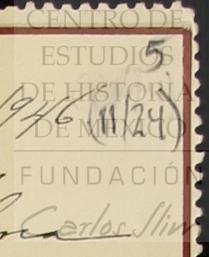 CENTRO DE
ESTUDIOS
5
DE HISTORIA
1946 (11/24)
DE MÉXICO
FUNDACIÓN
Carlos Slim